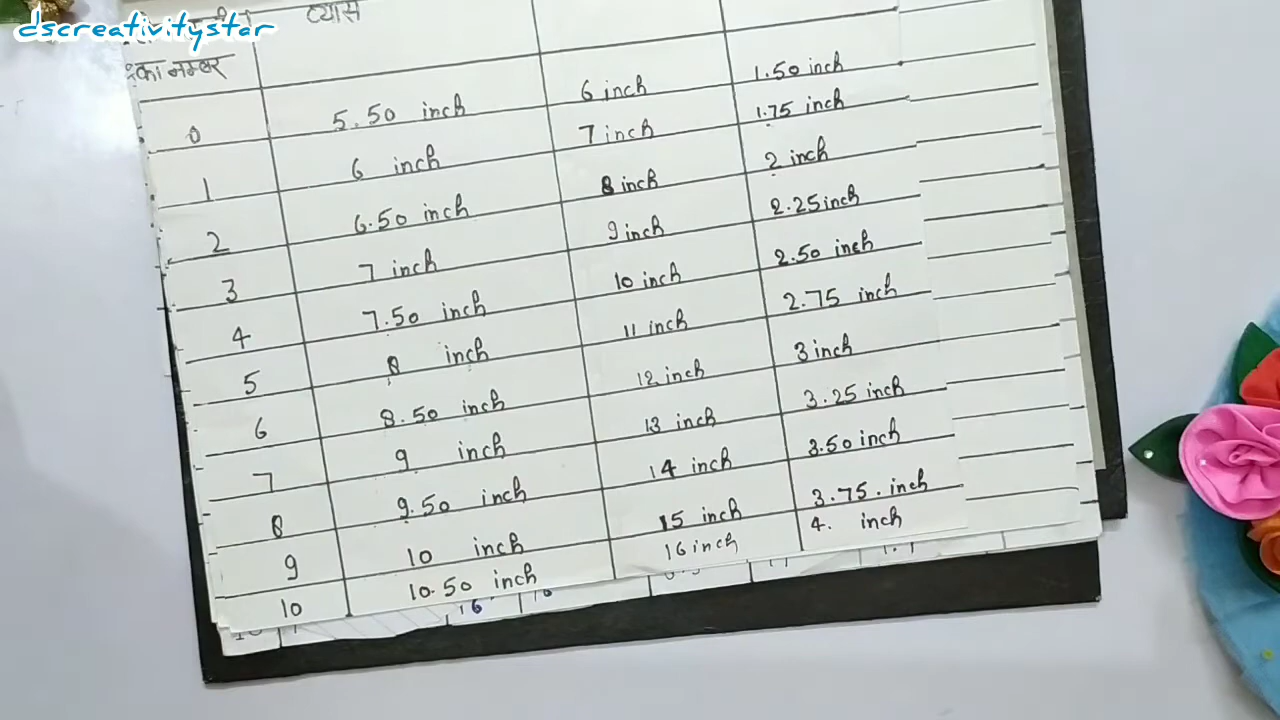 dscreativitystar
व्यास
का नम्बर
0 5.50 inch 6 inch 1.50 inch
1 6 inch 7 inch 1.75 inch
2 6.50 inch 8 inch 2 inch
3 7 inch 9 inch 2.25 inch
4 7.50 inch 10 inch 2.50 inch
5 8 inch 11 inch 2.75 inch
6 8.50 inch 12 inch 3 inch
7 9 inch 13 inch 3.25 inch
8 9.50 inch 14 inch 3.50 inch
9 10 inch 15 inch 3.75. inch
10 10.50 inch 16 inch 4. inch
16